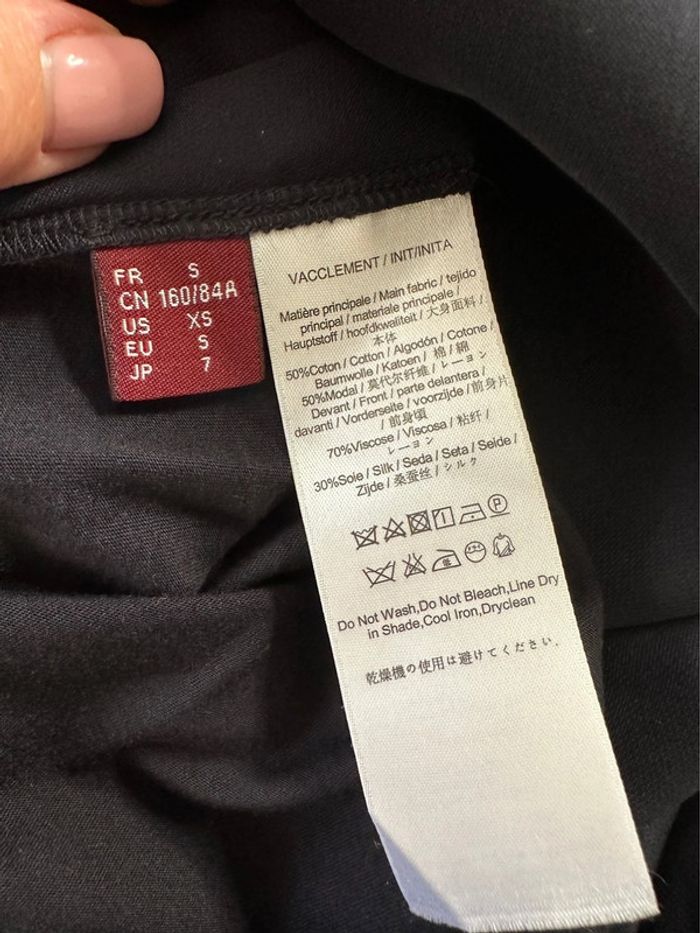 FR S
CN 160/84A
US XS
EU S
JP 7
VACCLEMENT / INIT/INITA
Matière principale / Main fabric / tejido
principal / materiale principale /
Hauptstoff / hoofdkwaliteit / 大身面料 /
本体
50%Coton / Cotton / Algodón / Cotone /
Baumwolle / Katoen / 棉 / 綿
50%Modal / 莫代尔纤维 / レーヨン
Devant / Front / parte delantera /
davanti / Vorderseite / voorzijde / 前身片
/ 前身頃
70%Viscose / Viscosa / 粘纤 /
レーヨン
30%Soie / Silk / Seda / Seta / Seide /
Zijde / 桑蚕丝 / シルク
Do Not Wash,Do Not Bleach,Line Dry
in Shade,Cool Iron,Dryclean
乾燥機の使用は避けてください.